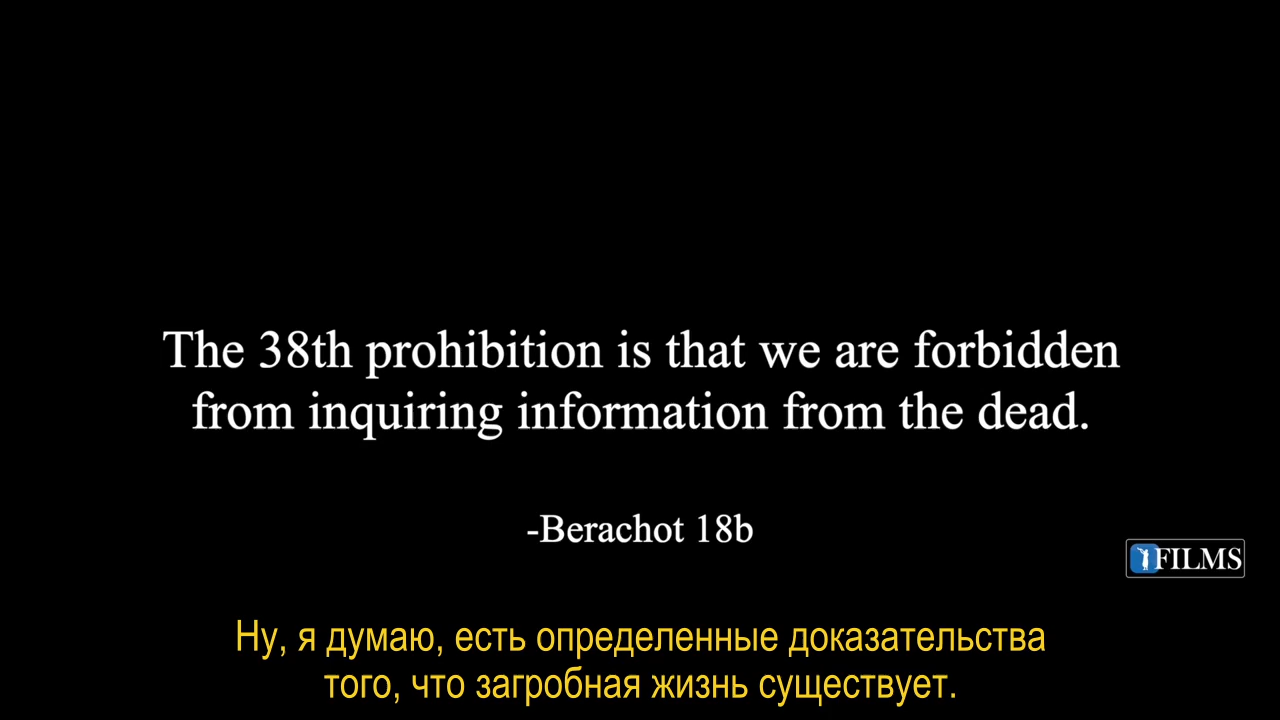 The 38th prohibition is that we are forbidden
from inquiring information from the dead.
-Berachot 18b
FILMS
Ну, я думаю, есть определенные доказательства
того, что загробная жизнь существует.